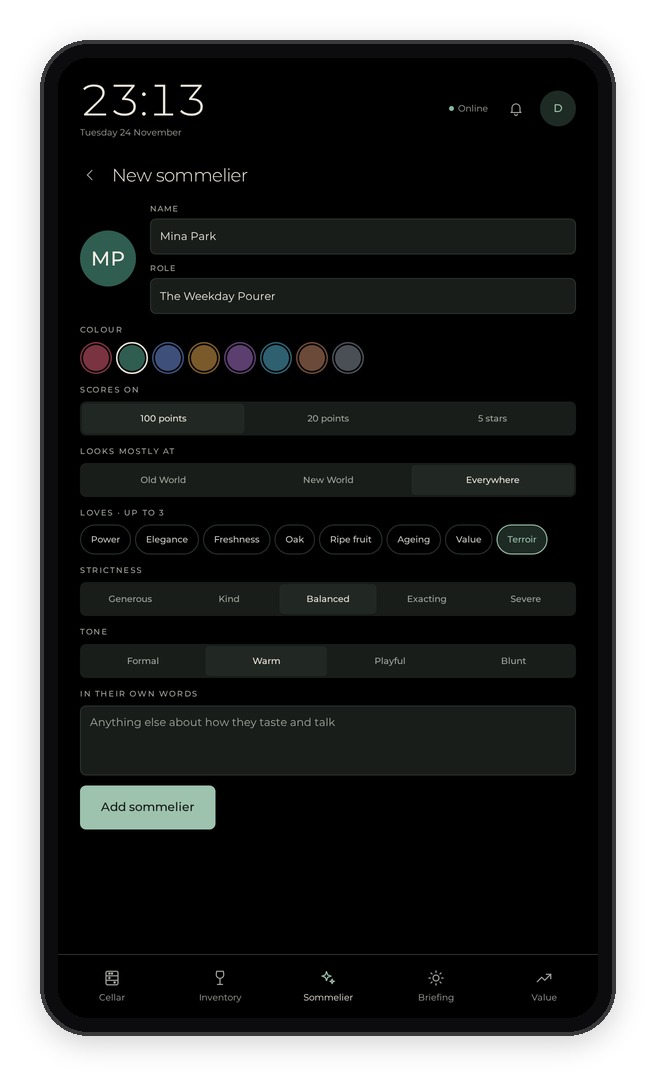 23:13
Tuesday 24 November
Online
D
New sommelier
NAME
MP
Mina Park
ROLE
The Weekday Pourer
COLOUR
SCORES ON
100 points
20 points
5 stars
LOOKS MOSTLY AT
Old World
New World
Everywhere
LOVES · UP TO 3
Power
Elegance
Freshness
Oak
Ripe fruit
Ageing
Value
Terroir
STRICTNESS
Generous
Kind
Balanced
Exacting
Severe
TONE
Formal
Warm
Playful
Blunt
IN THEIR OWN WORDS
Anything else about how they taste and talk
Add sommelier
Cellar
Inventory
Sommelier
Briefing
Value